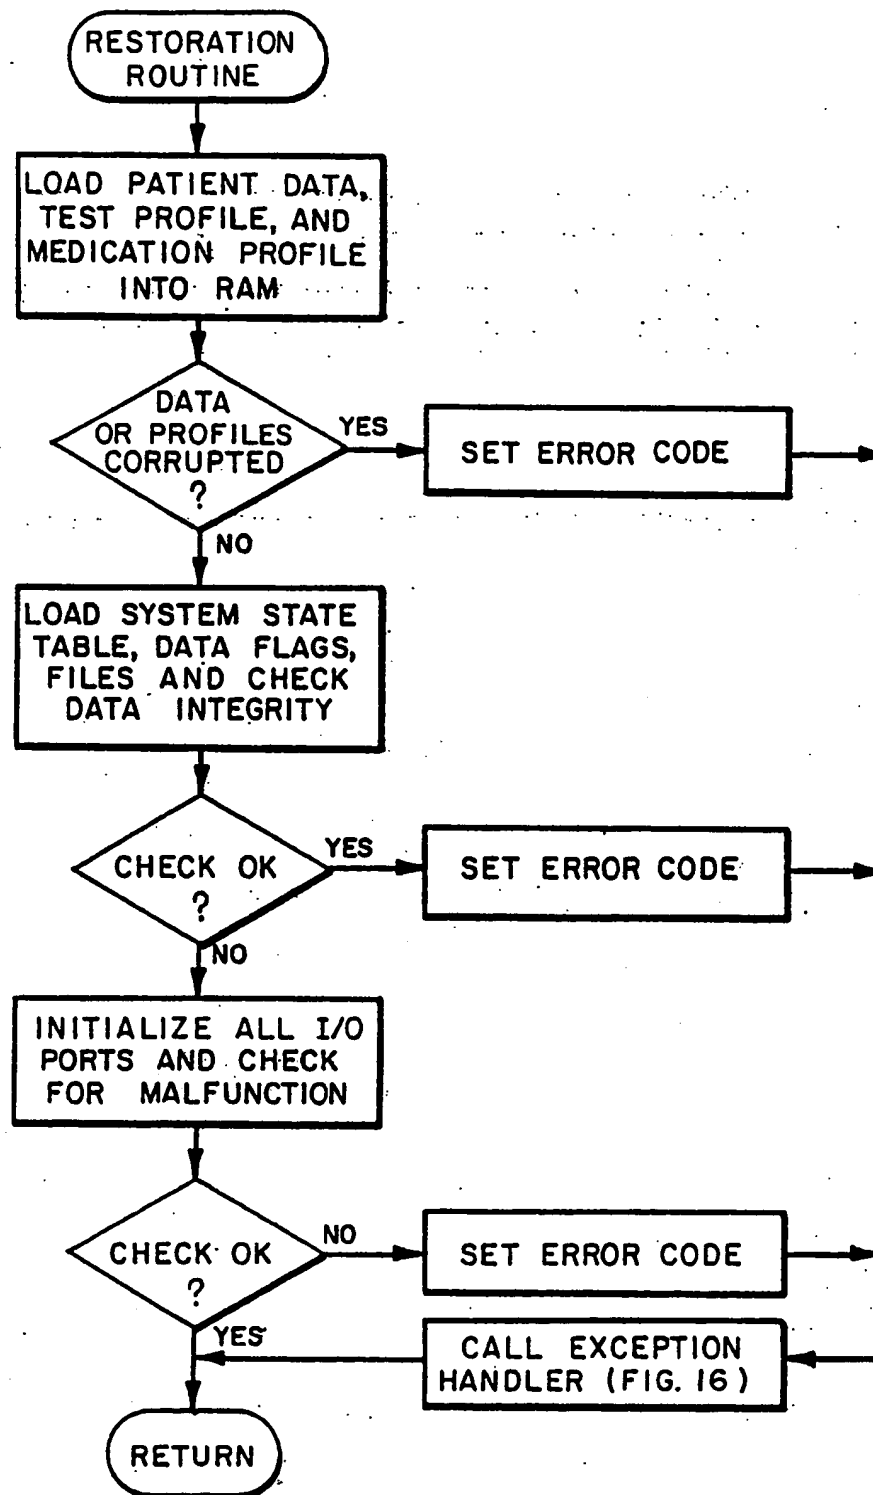 RESTORATION
ROUTINE
LOAD PATIENT DATA,
TEST PROFILE, AND
MEDICATION PROFILE
INTO RAM
DATA
OR PROFILES
CORRUPTED
?
YES
SET ERROR CODE
NO
LOAD SYSTEM STATE
TABLE, DATA FLAGS,
FILES AND CHECK
DATA INTEGRITY
CHECK OK
?
YES
SET ERROR CODE
NO
INITIALIZE ALL I/O
PORTS AND CHECK
FOR MALFUNCTION
CHECK OK
?
NO
SET ERROR CODE
YES
CALL EXCEPTION
HANDLER (FIG. 16)
RETURN